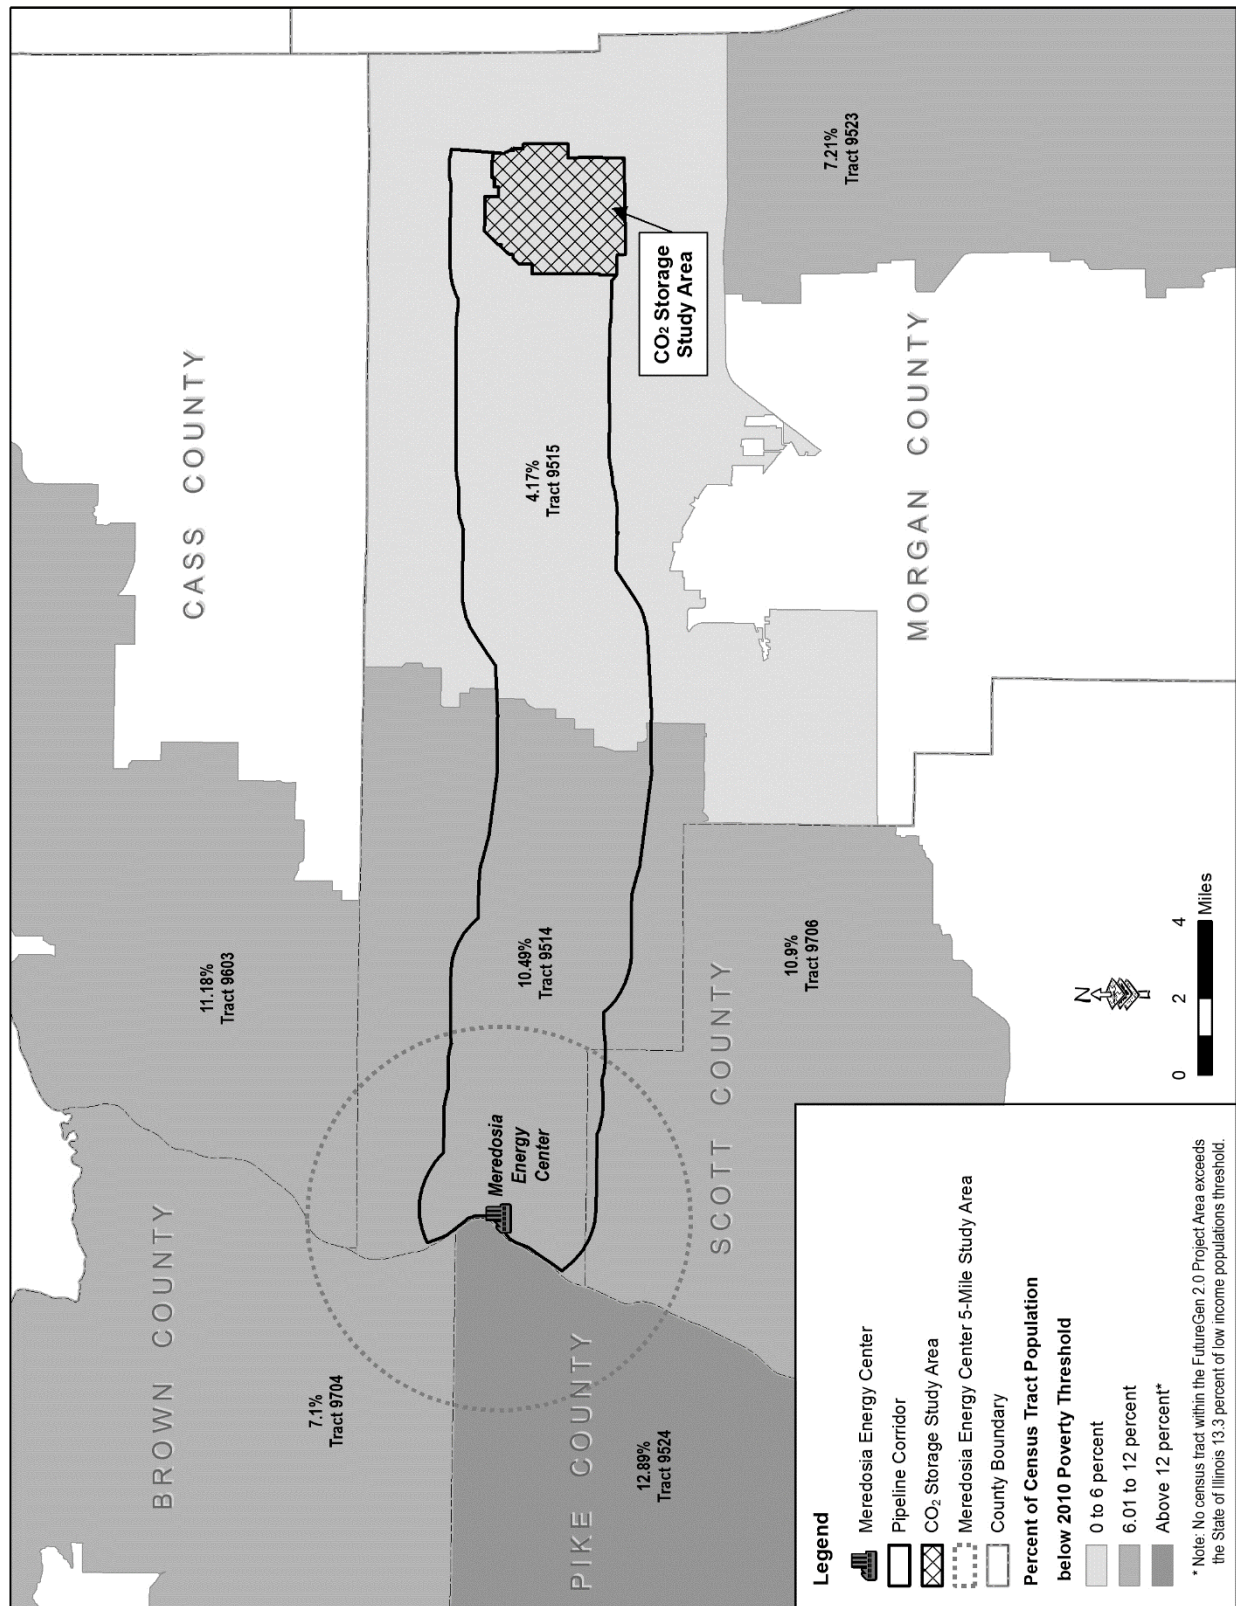 BROWN COUNTY
CASS COUNTY
PIKE COUNTY
SCOTT COUNTY
MORGAN COUNTY
7.1%
Tract 9704
11.18%
Tract 9603
12.89%
Tract 9524
Meredosia
Energy
Center
10.49%
Tract 9514
4.17%
Tract 9515
10.9%
Tract 9706
7.21%
Tract 9523
CO₂ Storage
Study Area
Legend
Meredosia Energy Center
Pipeline Corridor
CO₂ Storage Study Area
Meredosia Energy Center 5-Mile Study Area
County Boundary
Percent of Census Tract Population
below 2010 Poverty Threshold
0 to 6 percent
6.01 to 12 percent
Above 12 percent*
* Note: No census tract within the FutureGen 2.0 Project Area exceeds
the State of Illinois 13.3 percent of low income populations threshold.
N
0 2 4
Miles